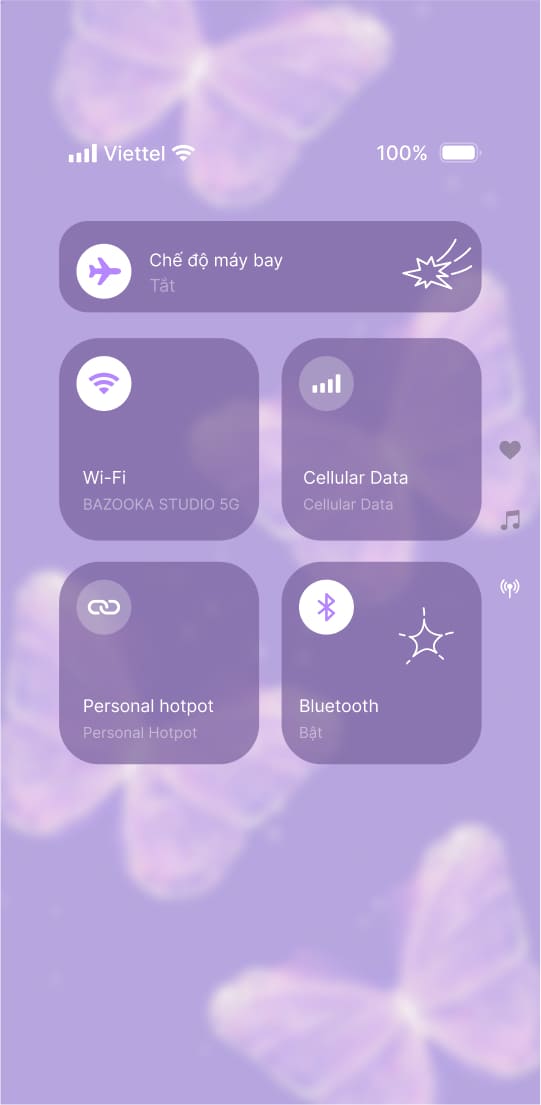 Viettel 100%
Chế độ máy bay
Tắt
Wi-Fi
BAZOOKA STUDIO 5G
Cellular Data
Cellular Data
Personal hotpot
Personal Hotpot
Bluetooth
Bật